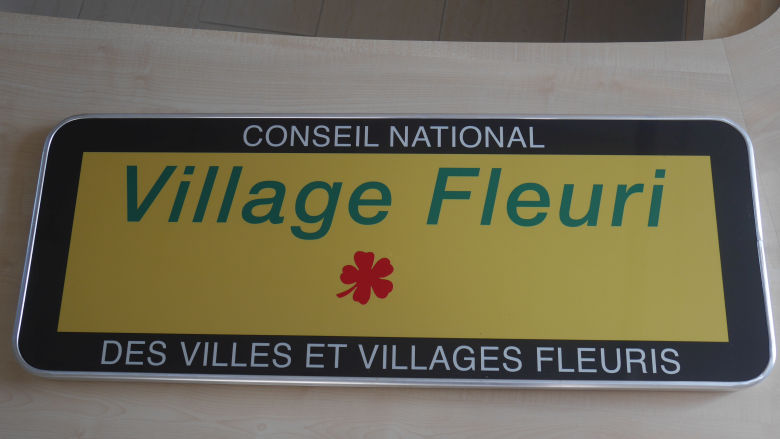 CONSEIL NATIONAL
Village Fleuri
DES VILLES ET VILLAGES FLEURIS